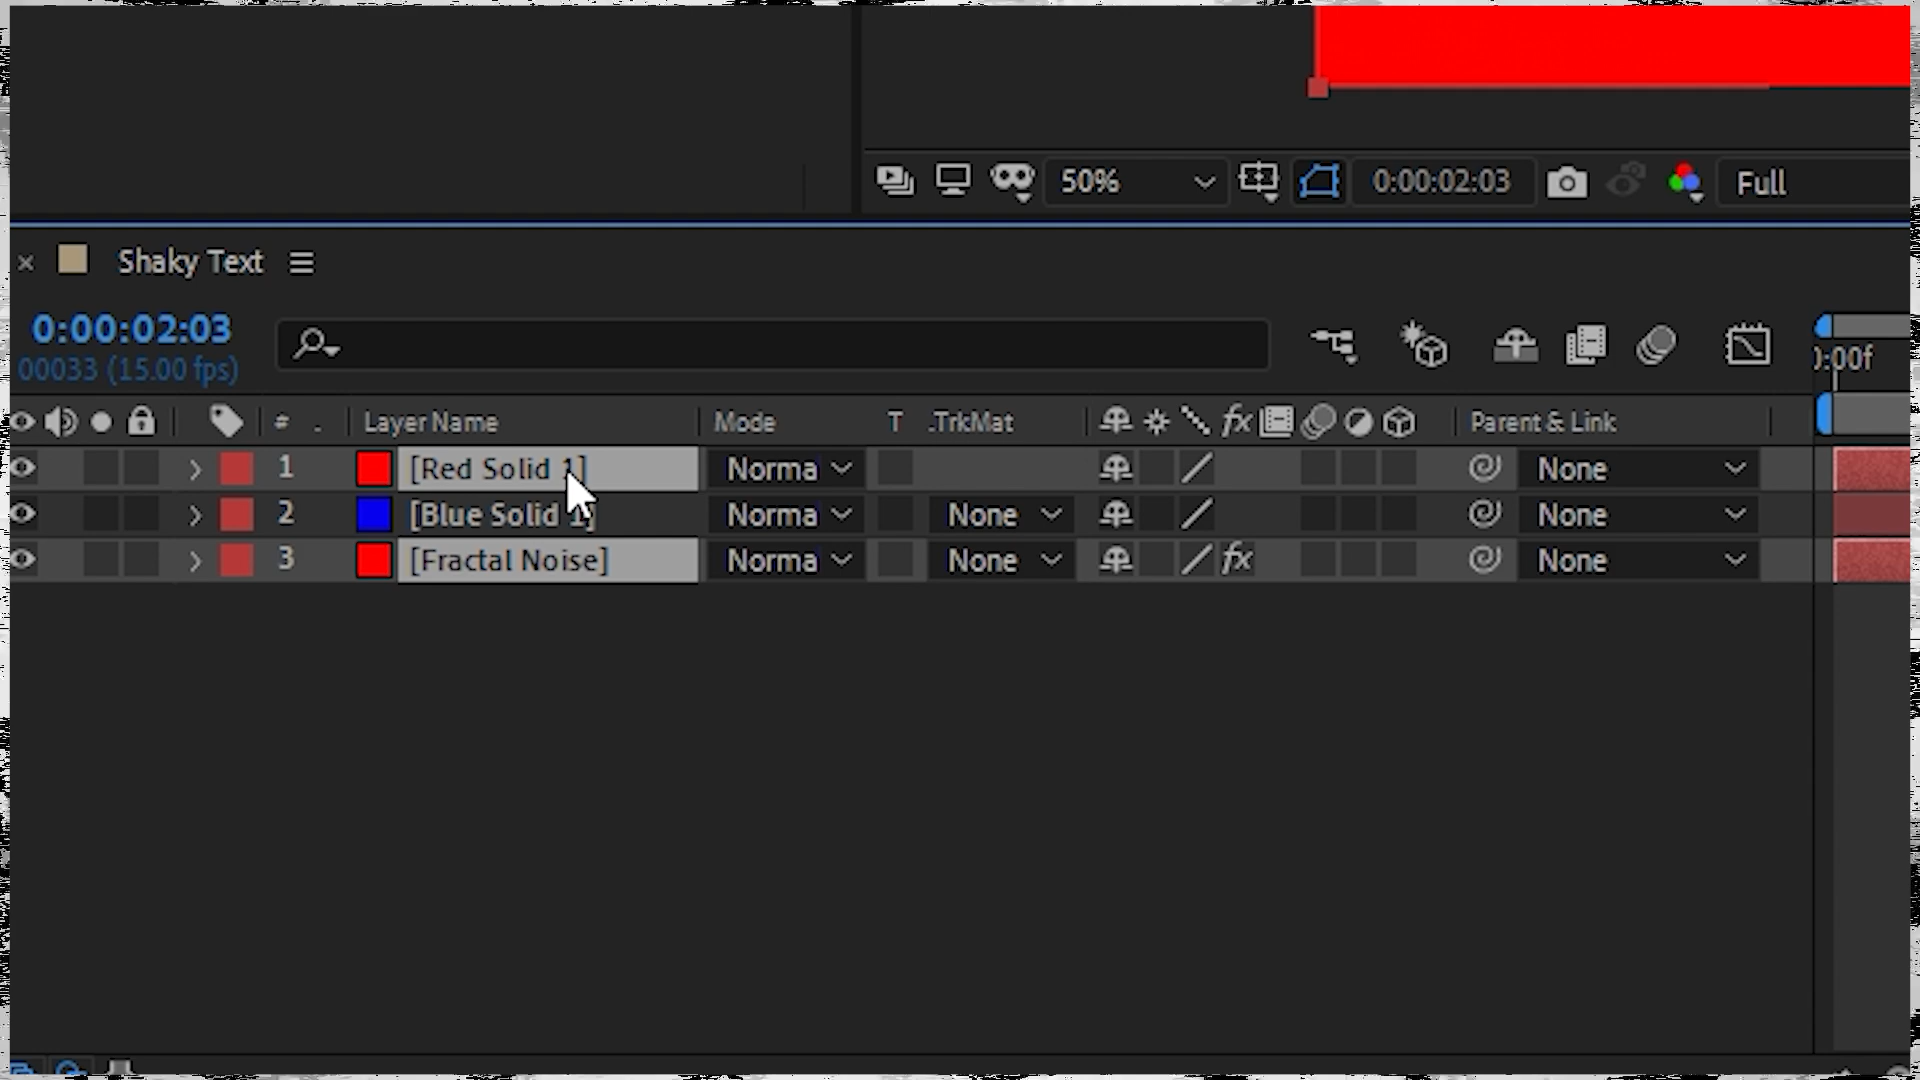 50% 0:00:02:03 Full
× Shaky Text
0:00:02:03
00033 (15.00 fps)
0:00f
# . Layer Name Mode T .TrkMat fx Parent & Link
1 [Red Solid 1] Norma None
2 [Blue Solid 1] Norma None None
3 [Fractal Noise] Norma None fx None